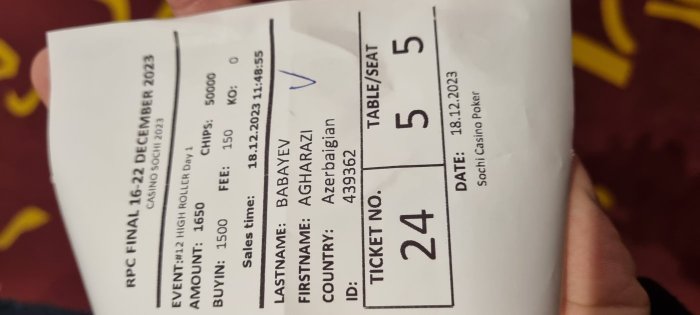 RPC FINAL 16-22 DECEMBER 2023
CASINO SOCHI 2023
EVENT:#12 HIGH ROLLER Day 1
AMOUNT: 1650 CHIPS: 50000
BUYIN: 1500 FEE: 150 KO: 0
Sales time: 18.12.2023 11:48:55
LASTNAME: BABAYEV
FIRSTNAME: AGHARAZI
COUNTRY: Azerbaigian
ID: 439362
TICKET NO. TABLE/SEAT
24 5 5
DATE: 18.12.2023
Sochi Casino Poker